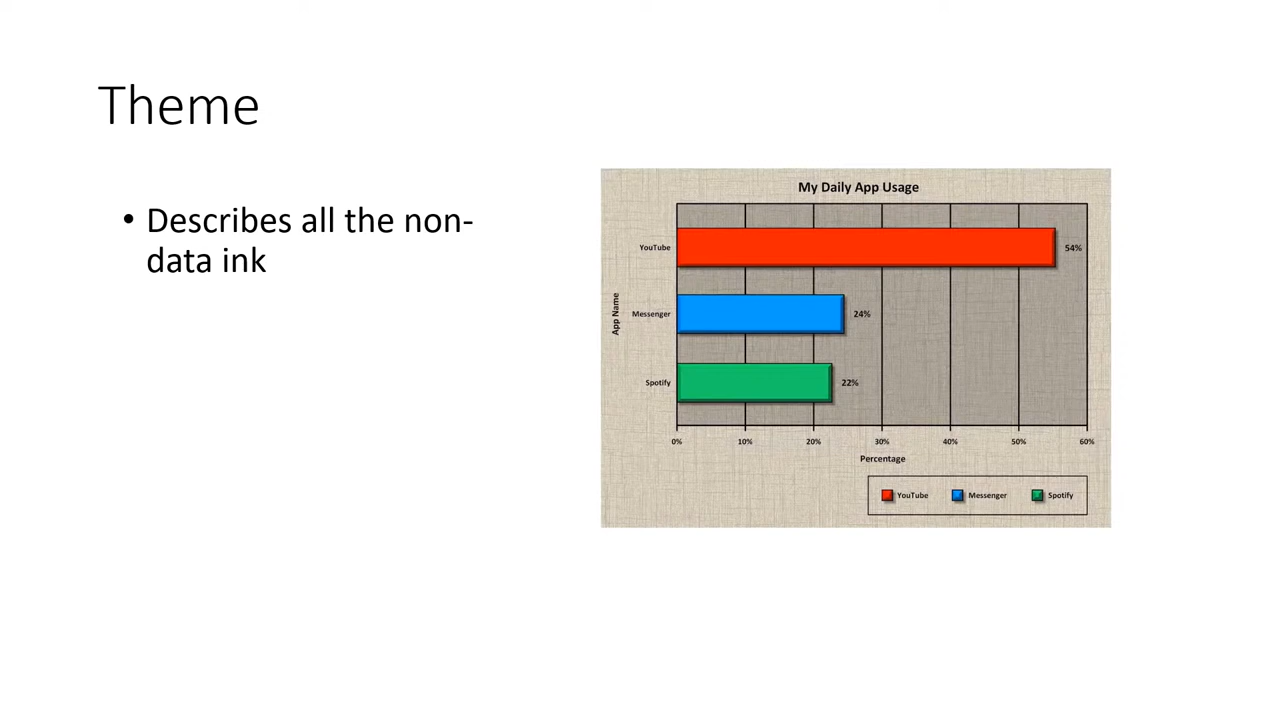 Theme
• Describes all the non-
data ink
My Daily App Usage
App Name
YouTube
54%
Messenger
24%
Spotify
22%
0% 10% 20% 30% 40% 50% 60%
Percentage
YouTube Messenger Spotify